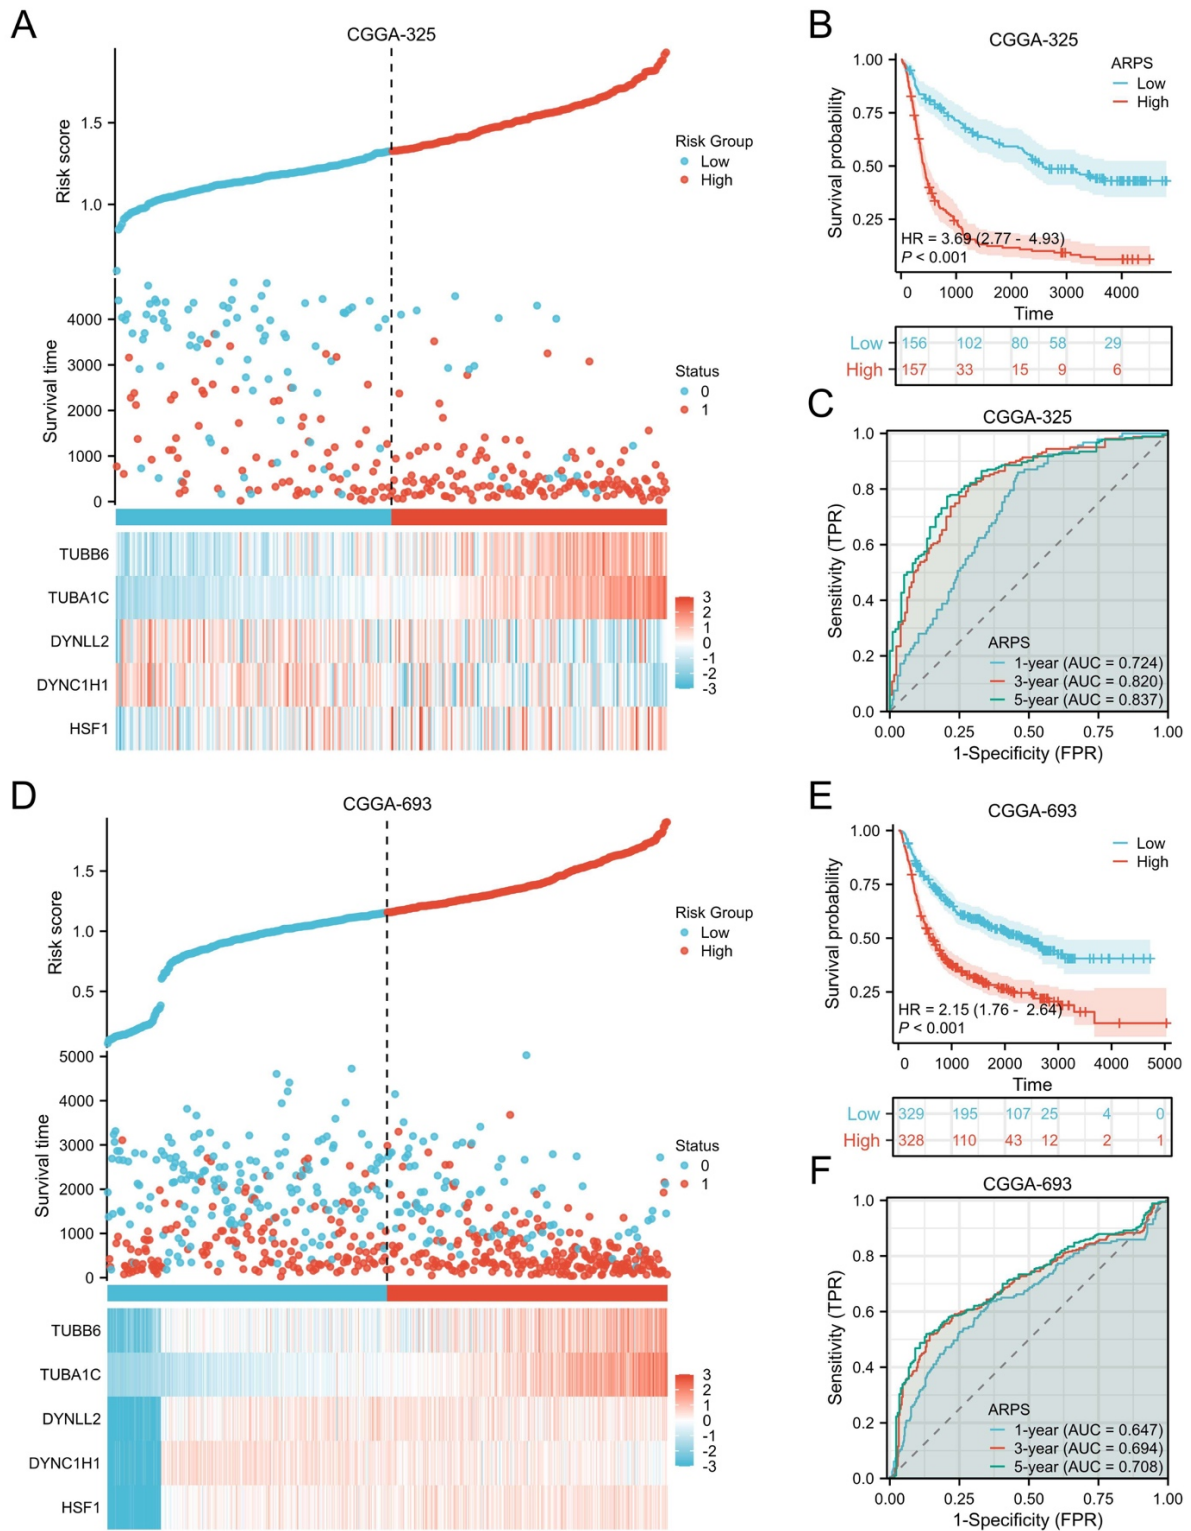 A
CGGA-325
Risk score
1.5
1.0
Risk Group
Low
High
Survival time
4000
3000
2000
1000
0
Status
0
1
TUBB6
TUBA1C
DYNLL2
DYNC1H1
HSF1
3
2
1
0
-1
-2
-3
B
CGGA-325
Survival probability
1.00
0.75
0.50
0.25
ARPS
Low
High
HR = 3.69 (2.77 - 4.93)
P < 0.001
0 1000 2000 3000 4000
Time
Low 156 102 80 58 29
High 157 33 15 9 6
C
CGGA-325
Sensitivity (TPR)
1.0
0.8
0.6
0.4
0.2
0.0
ARPS
1-year (AUC = 0.724)
3-year (AUC = 0.820)
5-year (AUC = 0.837)
0.00 0.25 0.50 0.75 1.00
1-Specificity (FPR)
D
CGGA-693
Risk score
1.5
1.0
0.5
Risk Group
Low
High
Survival time
5000
4000
3000
2000
1000
0
Status
0
1
TUBB6
TUBA1C
DYNLL2
DYNC1H1
HSF1
3
2
1
0
-1
-2
-3
E
CGGA-693
Survival probability
1.00
0.75
0.50
0.25
Low
High
HR = 2.15 (1.76 - 2.64)
P < 0.001
0 1000 2000 3000 4000 5000
Time
Low 329 195 107 25 4 0
High 328 110 43 12 2 1
F
CGGA-693
Sensitivity (TPR)
1.0
0.8
0.6
0.4
0.2
0.0
ARPS
1-year (AUC = 0.647)
3-year (AUC = 0.694)
5-year (AUC = 0.708)
0.00 0.25 0.50 0.75 1.00
1-Specificity (FPR)